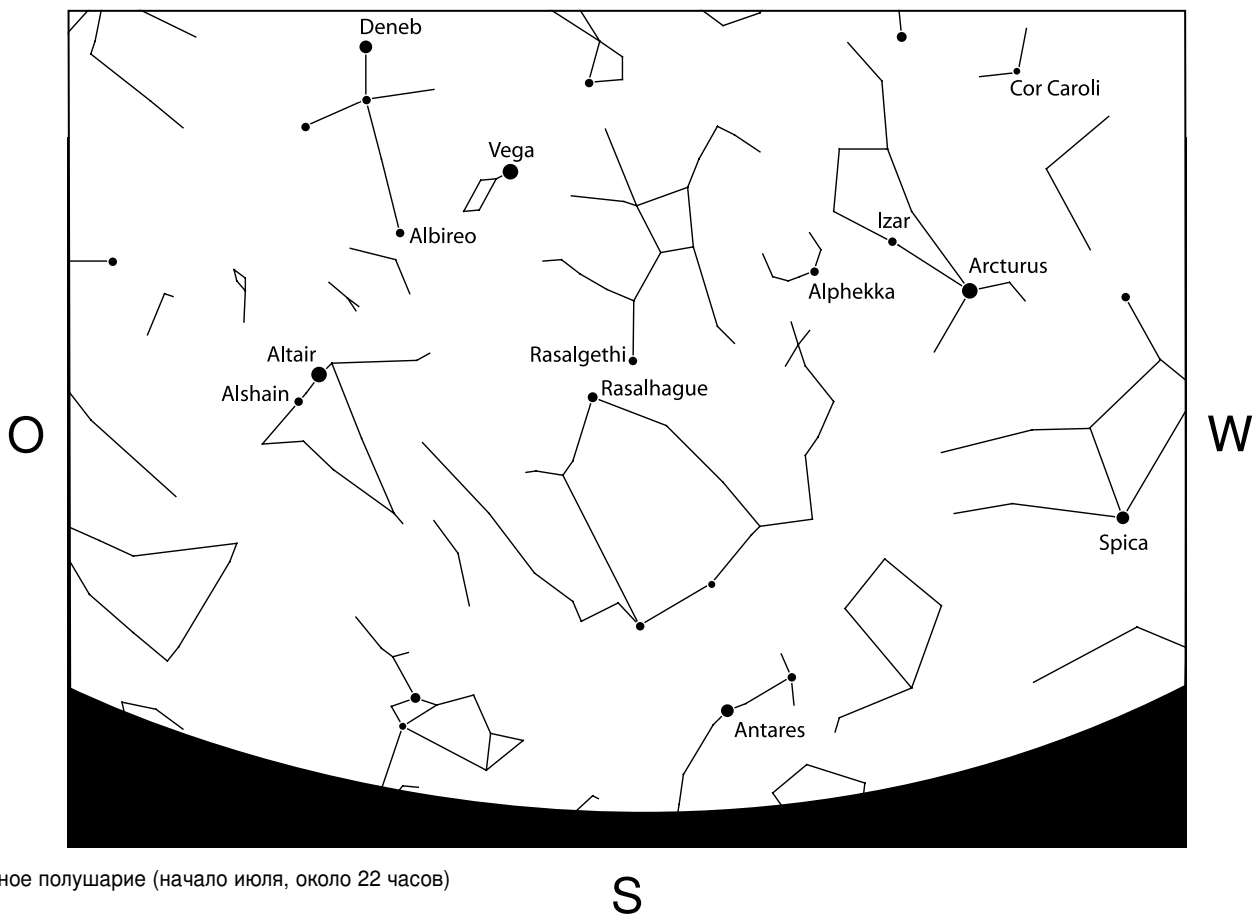 Deneb
Cor Caroli
Vega
Albireo
Izar
Arcturus
Alphekka
Altair
Rasalgethi
Alshain
Rasalhague
O
W
Spica
Antares
полушарие (начало июля, около 22 часов)
S